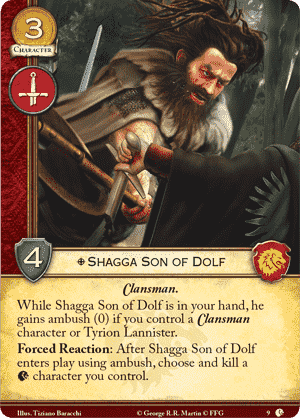 3
CHARACTER
4
SHAGGA SON OF DOLF
Clansman.
While Shagga Son of Dolf is in your hand, he
gains ambush (0) if you control a Clansman
character or Tyrion Lannister.
Forced Reaction: After Shagga Son of Dolf
enters play using ambush, choose and kill a
character you control.
Illus. Tiziano Baracchi
© George R.R. Martin © FFG
9